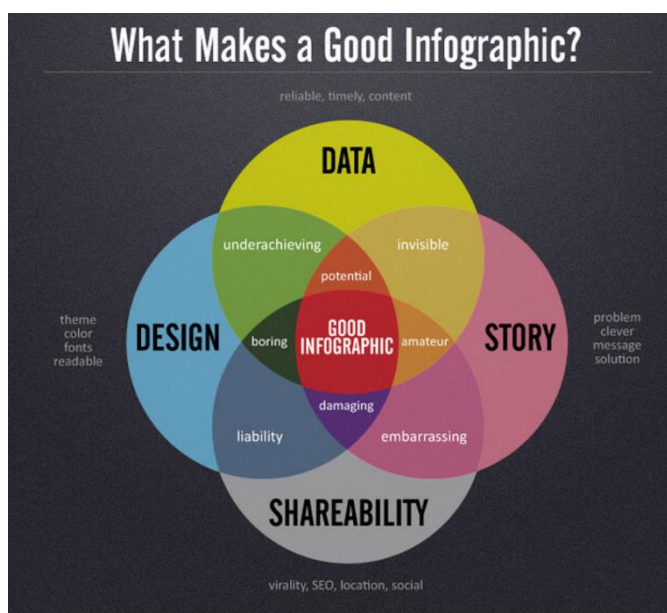 What Makes a Good Infographic?
reliable, timely, content
DATA
underachieving
invisible
potential
theme
color
fonts
readable
DESIGN
boring
GOOD
INFOGRAPHIC
amateur
STORY
problem
clever
message
solution
damaging
liability
embarrassing
SHAREABILITY
virality, SEO, location, social